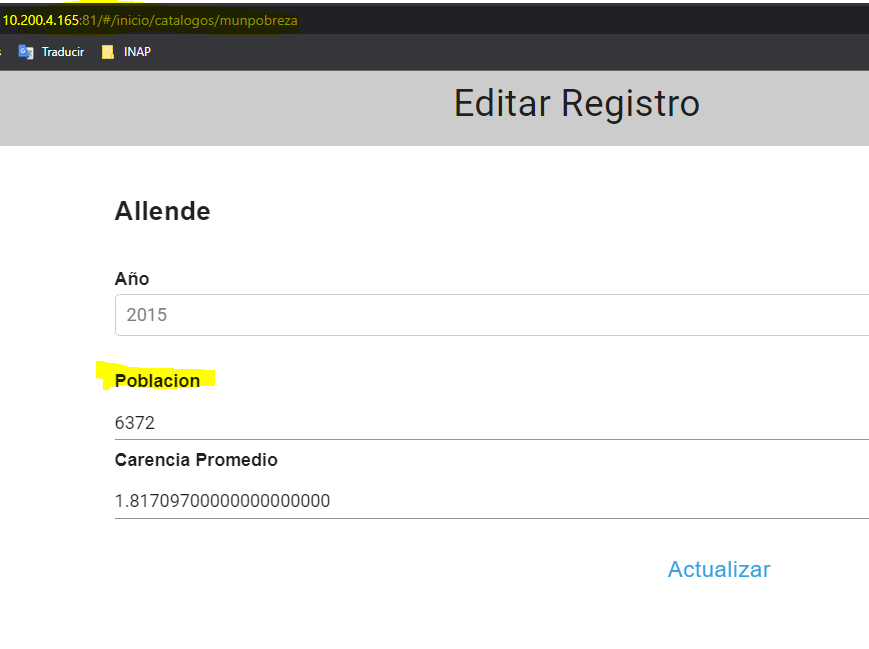 10.200.4.165:81/#/inicio/catalogos/munpobreza
Traducir INAP
Editar Registro
Allende
Año
2015
Poblacion
6372
Carencia Promedio
1.81709700000000000000
Actualizar